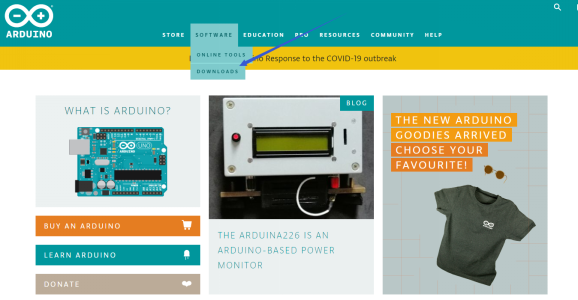 ARDUINO
STORE SOFTWARE EDUCATION PRO RESOURCES COMMUNITY HELP
ONLINE TOOLS
DOWNLOADS
Response to the COVID-19 outbreak
WHAT IS ARDUINO?
UNO
BUY AN ARDUINO
LEARN ARDUINO
DONATE
BLOG
THE ARDUINA226 IS AN
ARDUINO-BASED POWER
MONITOR
THE NEW ARDUINO
GOODIES ARRIVED
CHOOSE YOUR
FAVOURITE!